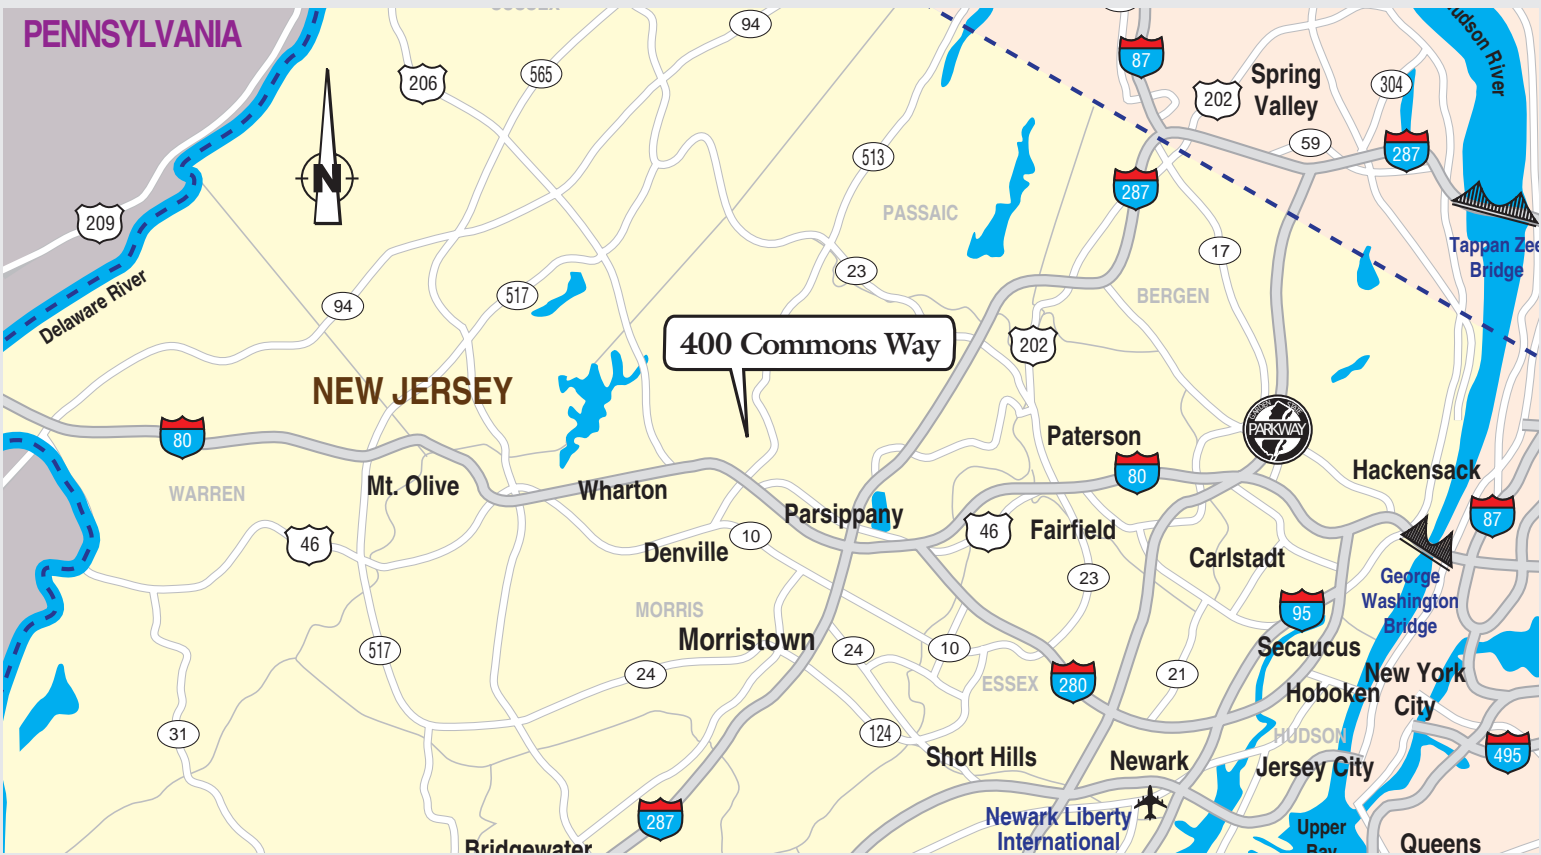 PENNSYLVANIA
94
87
Hudson River
206
565
202
Spring
Valley
304
513
59
287
N
287
209
PASSAIC
Tappan Zee
Bridge
17
23
Delaware River
94
517
BERGEN
400 Commons Way
202
NEW JERSEY
GARDEN STATE
PARKWAY
80
Paterson
80
Hackensack
WARREN
Mt. Olive
Wharton
Parsippany
87
46
Denville
10
46
Fairfield
Carlstadt
23
George
Washington
Bridge
MORRIS
95
517
Morristown
24
10
Secaucus
24
ESSEX
280
21
New York
City
Hoboken
31
124
HUDSON
495
Short Hills
Newark
Jersey City
287
Newark Liberty
International
Upper
Bay
Bridgewater
Queens